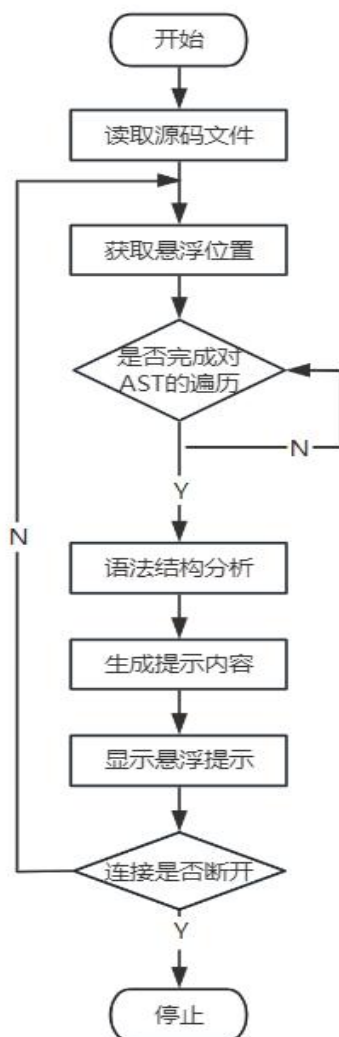 开始
读取源码文件
获取悬浮位置
是否完成对
AST的遍历
N
Y
N
语法结构分析
生成提示内容
显示悬浮提示
连接是否断开
Y
停止